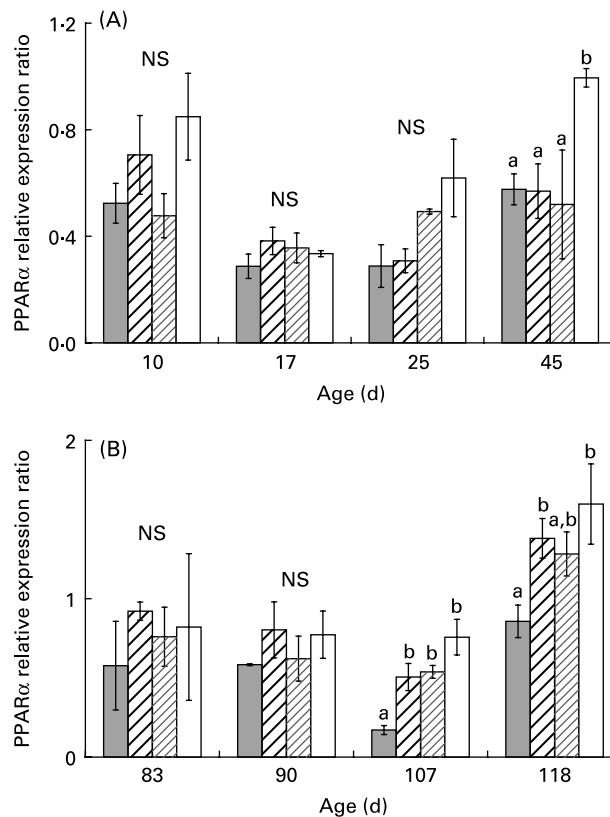 (A)
1·2
0·8
0·4
0·0
PPARα relative expression ratio
NS
NS
NS
a a a b
10 17 25 45
Age (d)
(B)
2
1
0
PPARα relative expression ratio
NS
NS
a b b b
a b a,b b
83 90 107 118
Age (d)